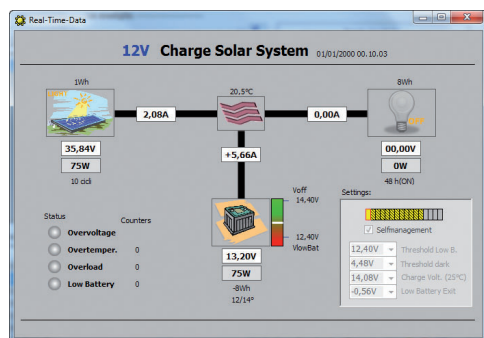 Real-Time-Data
12V Charge Solar System 01/01/2000 00.10.03
1Wh
20,5°C
8Wh
2,08A
0,00A
35,84V
75W
10 cicli
+5,66A
00,00V
0W
48 h(ON)
Voff
14,40V
12,40V
VlowBat
13,20V
75W
-8Wh
12/14°
Status
Counters
Overvoltage
Overtemper. 0
Overload 0
Low Battery 0
Settings:
Selfmanagement
12,40V Threshold Low B.
4,48V Threshold dark
14,08V Charge Volt. (25°C)
-0,56V Low Battery Exit